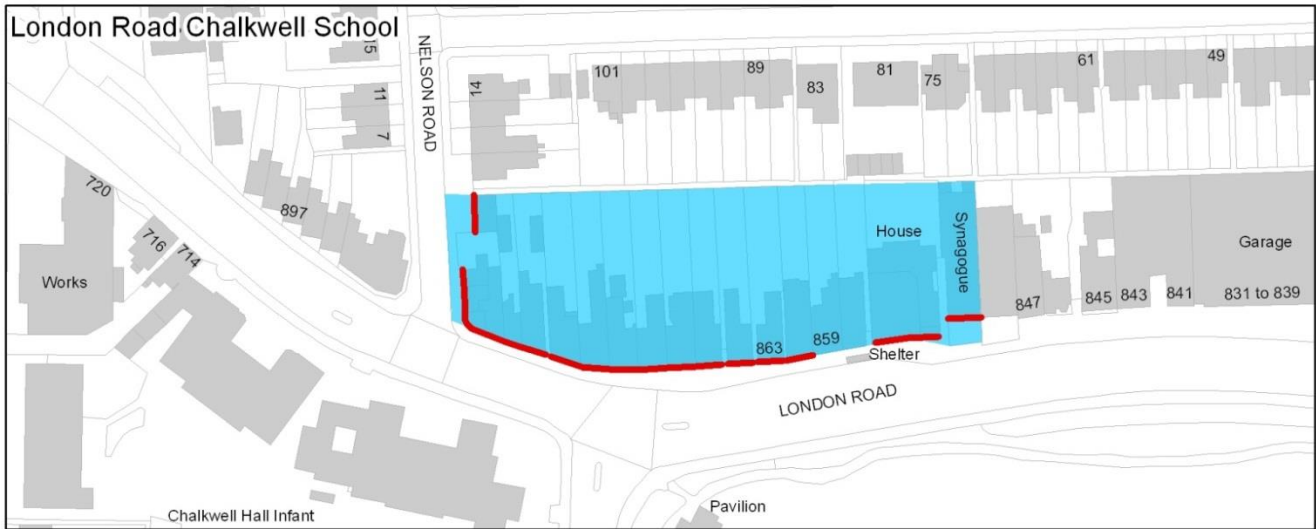 London Road Chalkwell School
15
NELSON ROAD
11
7
14
101
89
83
81
75
61
49
720
716
714
897
Works
House
Synagogue
Garage
847
845
843
841
831 to 839
863
859
Shelter
LONDON ROAD
Chalkwell Hall Infant
Pavilion